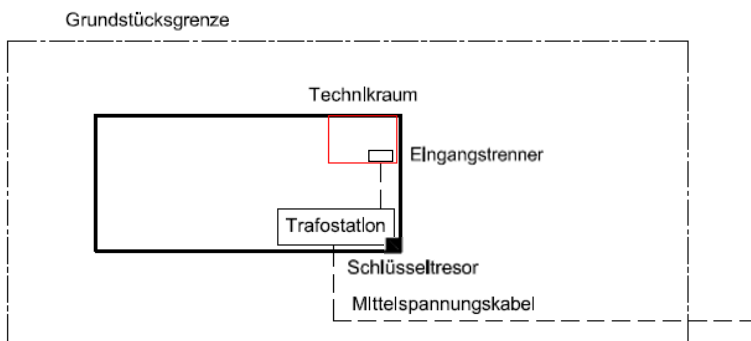 Grundstücksgrenze
Technikraum
Eingangstrenner
Trafostation
Schlüsseltresor
Mittelspannungskabel